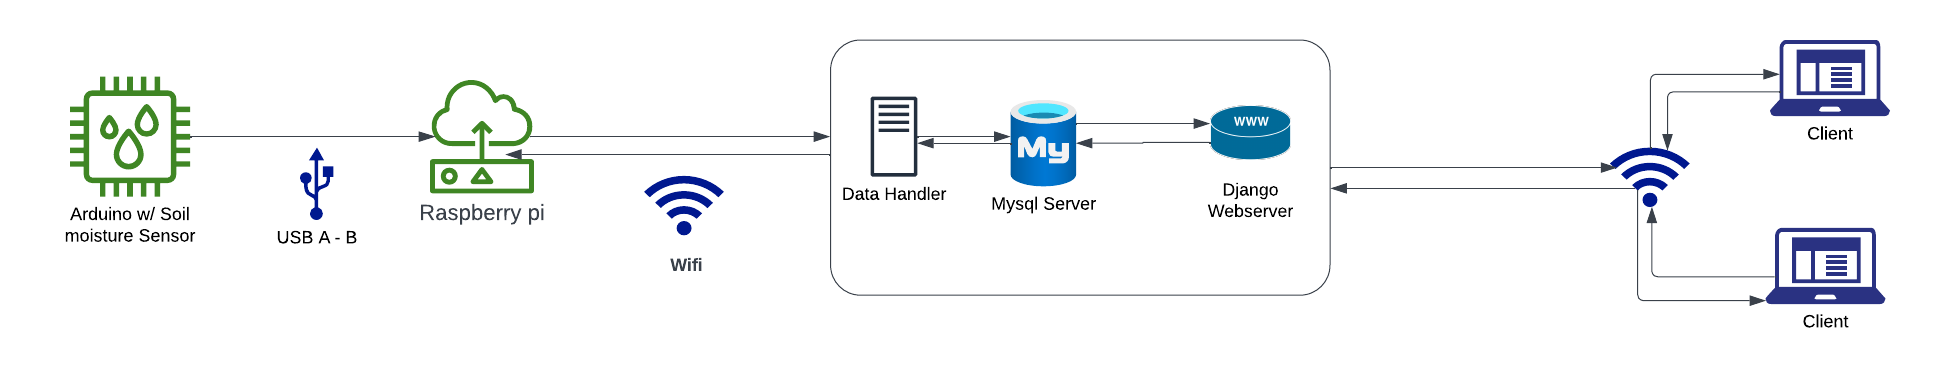 Arduino w/ Soil
moisture Sensor
USB A - B
Raspberry pi
Wifi
Data Handler
My
Mysql Server
www
Django
Webserver
Client
Client